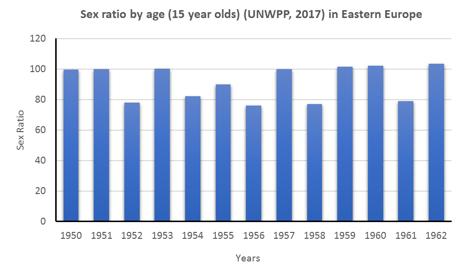 Sex ratio by age (15 year olds) (UNWPP, 2017) in Eastern Europe
120
100
80
60
40
20
0
Sex Ratio
1950 1951 1952 1953 1954 1955 1956 1957 1958 1959 1960 1961 1962
Years